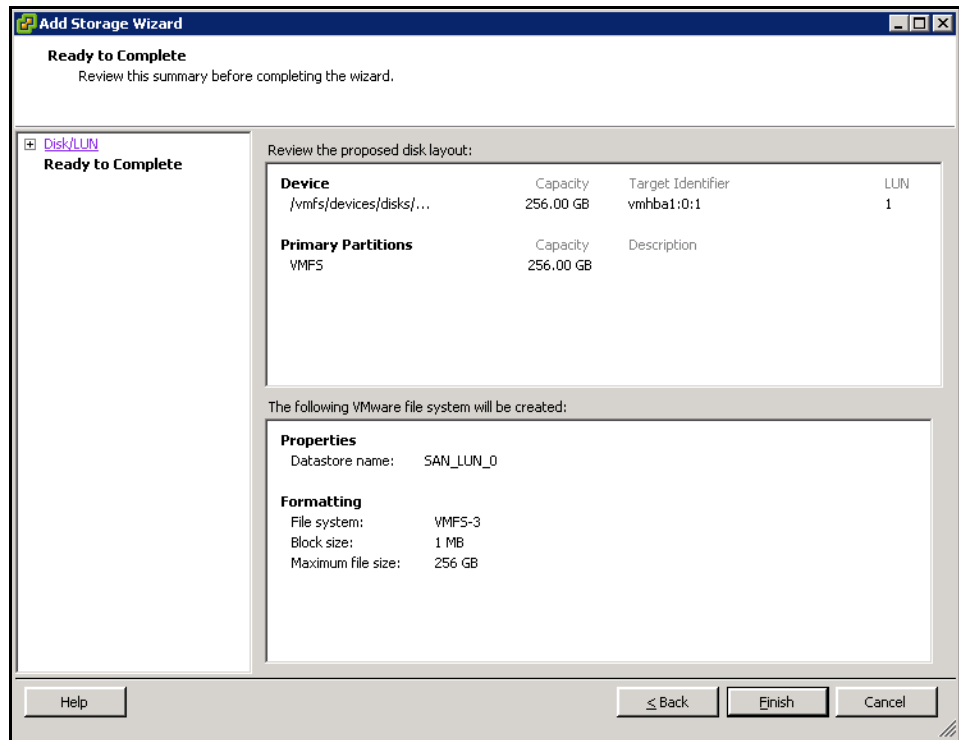 Add Storage Wizard
Ready to Complete
Review this summary before completing the wizard.
Disk/LUN
Ready to Complete
Review the proposed disk layout:
Device Capacity Target Identifier LUN
/vmfs/devices/disks/... 256.00 GB vmhba1:0:1 1
Primary Partitions Capacity Description
VMFS 256.00 GB
The following VMware file system will be created:
Properties
Datastore name: SAN_LUN_0
Formatting
File system: VMFS-3
Block size: 1 MB
Maximum file size: 256 GB
Help ≤ Back Finish Cancel